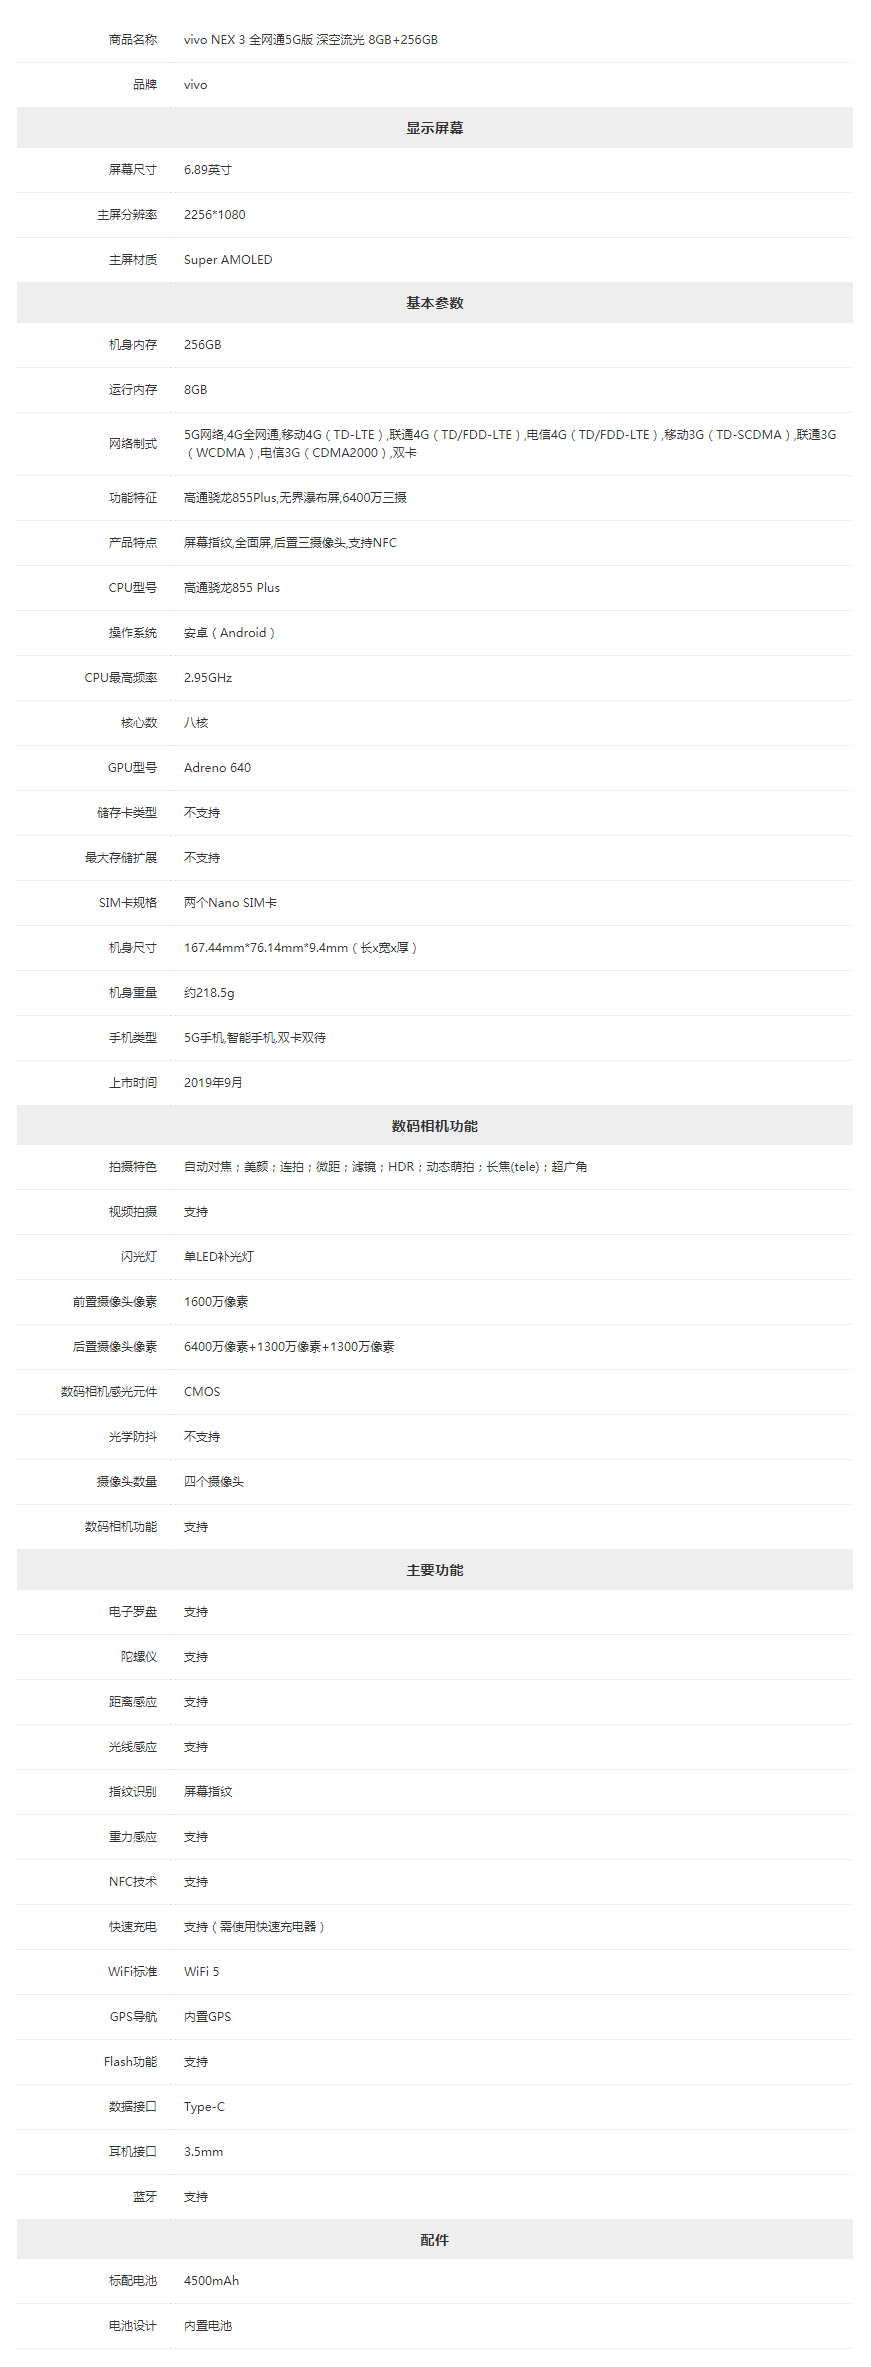 商品名称 vivo NEX 3 全网通5G版 深空流光 8GB+256GB
品牌 vivo
显示屏幕
屏幕尺寸 6.89英寸
主屏分辨率 2256*1080
主屏材质 Super AMOLED
基本参数
机身内存 256GB
运行内存 8GB
网络制式 5G网络,4G全网通,移动4G（TD-LTE）,联通4G（TD/FDD-LTE）,电信4G（TD/FDD-LTE）,移动3G（TD-SCDMA）,联通3G
（WCDMA）,电信3G（CDMA2000）,双卡
功能特征 高通骁龙855Plus,无界瀑布屏,6400万三摄
产品特点 屏幕指纹,全面屏,后置三摄像头,支持NFC
CPU型号 高通骁龙855 Plus
操作系统 安卓（Android）
CPU最高频率 2.95GHz
核心数 八核
GPU型号 Adreno 640
储存卡类型 不支持
最大存储扩展 不支持
SIM卡规格 两个Nano SIM卡
机身尺寸 167.44mm*76.14mm*9.4mm（长x宽x厚）
机身重量 约218.5g
手机类型 5G手机,智能手机,双卡双待
上市时间 2019年9月
数码相机功能
拍摄特色 自动对焦；美颜；连拍；微距；滤镜；HDR；动态萌拍；长焦(tele)；超广角
视频拍摄 支持
闪光灯 单LED补光灯
前置摄像头像素 1600万像素
后置摄像头像素 6400万像素+1300万像素+1300万像素
数码相机感光元件 CMOS
光学防抖 不支持
摄像头数量 四个摄像头
数码相机功能 支持
主要功能
电子罗盘 支持
陀螺仪 支持
距离感应 支持
光线感应 支持
指纹识别 屏幕指纹
重力感应 支持
NFC技术 支持
快速充电 支持（需使用快速充电器）
WiFi标准 WiFi 5
GPS导航 内置GPS
Flash功能 支持
数据接口 Type-C
耳机接口 3.5mm
蓝牙 支持
配件
标配电池 4500mAh
电池设计 内置电池